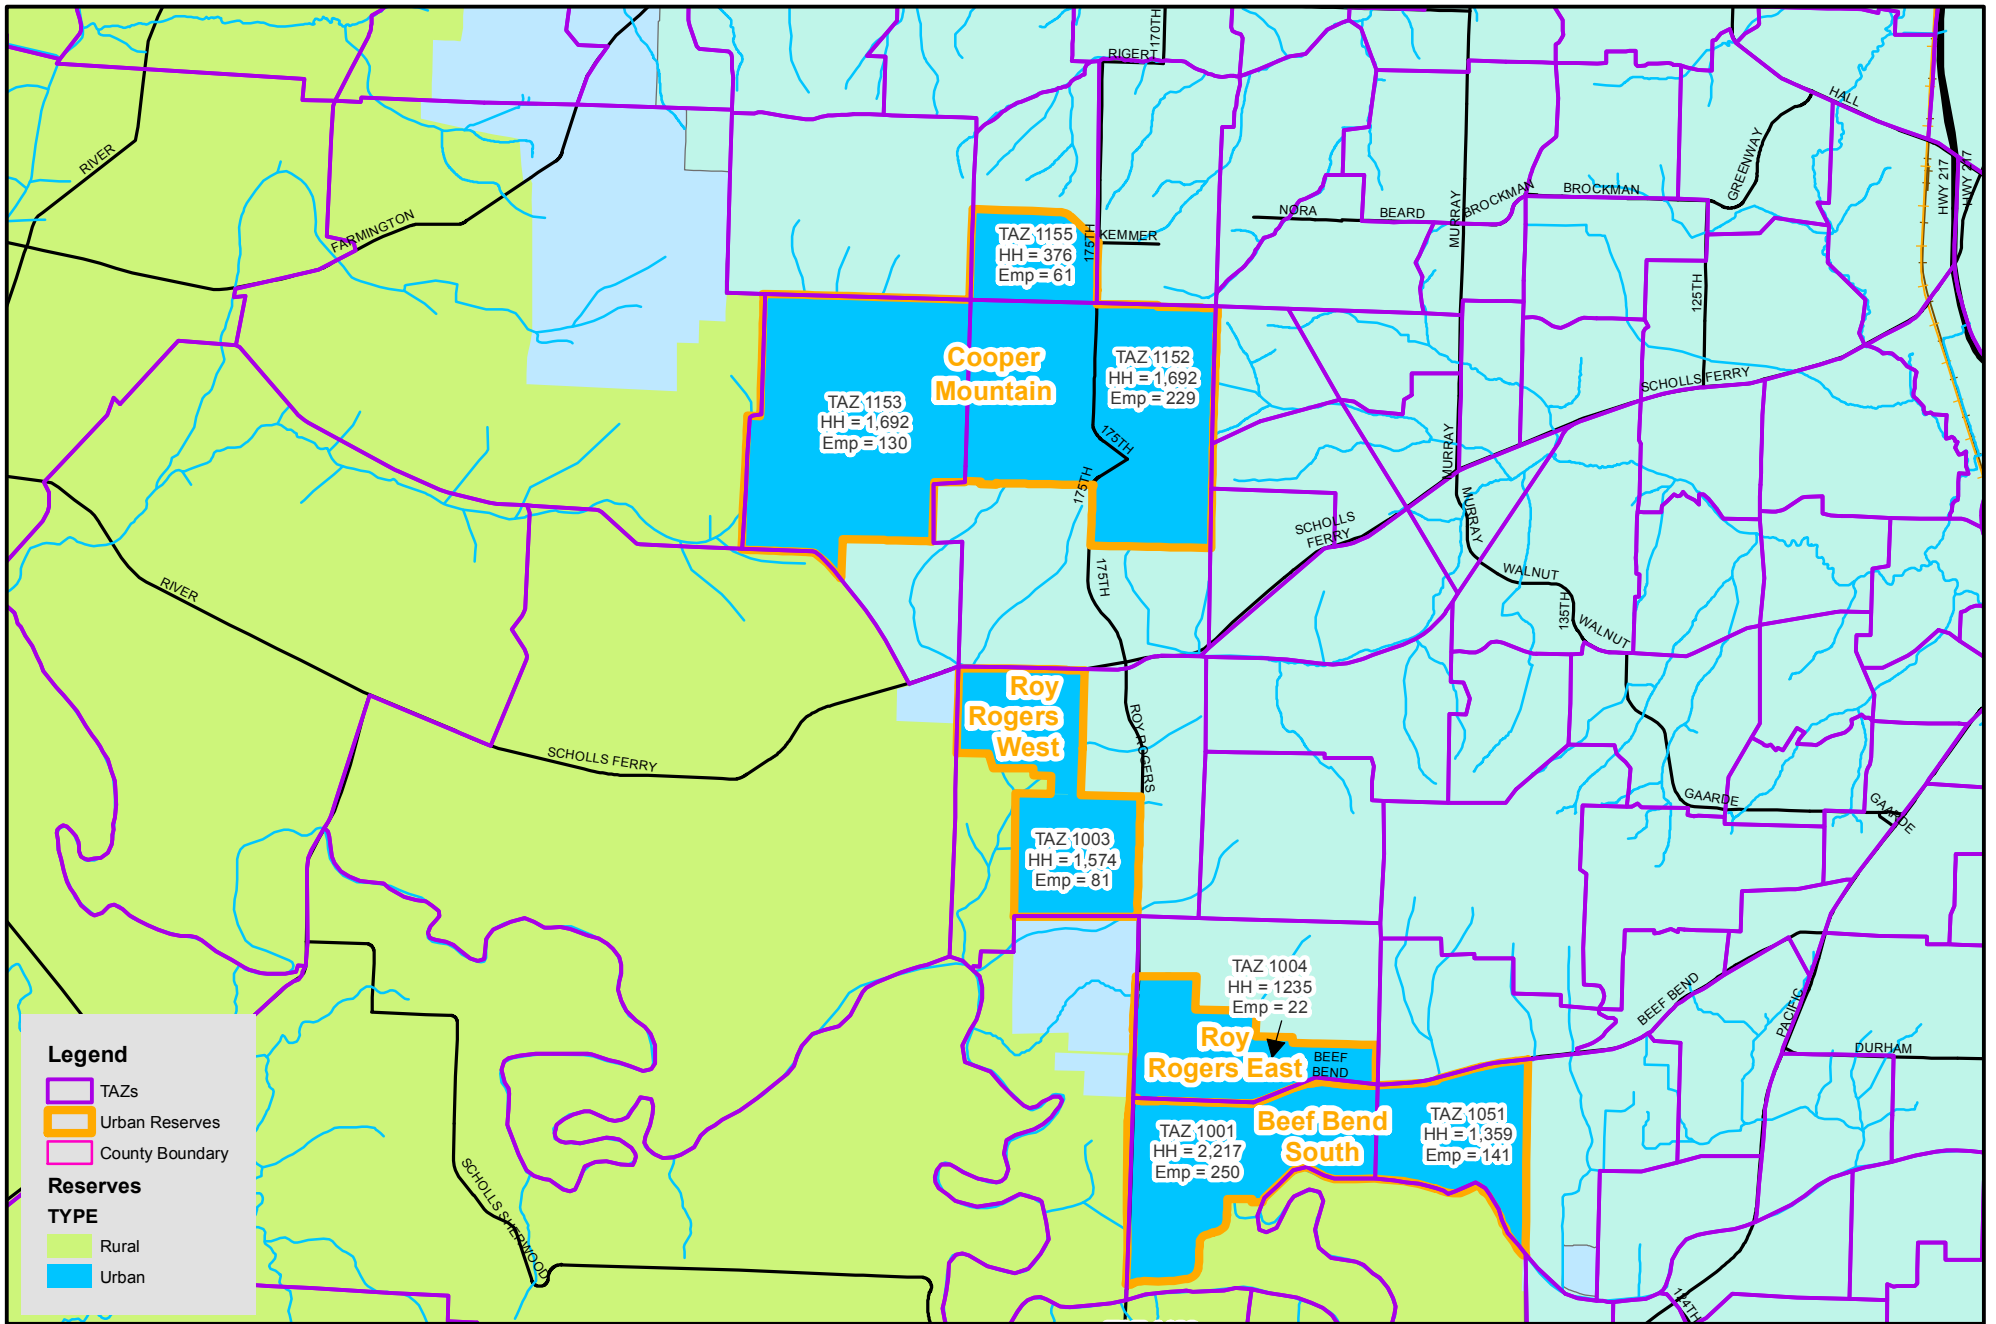 170TH
RIGERT
HALL
GREENWAY
HWY 217
HWY 217
RIVER
FARMINGTON
BROCKMAN
BROCKMAN
NORA
BEARD
MURRAY
KEMMER
175TH
TAZ 1155
HH = 376
Emp = 61
125TH
Cooper
Mountain
TAZ 1152
HH = 1,692
Emp = 229
TAZ 1153
HH = 1,692
Emp = 130
SCHOLLS FERRY
175TH
175TH
MURRAY
MURRAY
SCHOLLS
FERRY
175TH
WALNUT
135TH
WALNUT
RIVER
Roy
Rogers
West
ROY ROGERS
SCHOLLS FERRY
GAARDE
GAARDE
TAZ 1003
HH = 1,574
Emp = 81
TAZ 1004
HH = 1235
Emp = 22
Roy
Rogers East
BEEF
BEND
BEEF BEND
PACIFIC
DURHAM
Beef Bend
South
TAZ 1001
HH = 2,217
Emp = 250
TAZ 1051
HH = 1,359
Emp = 141
SCHOLLS SHERWOOD
124TH
Legend
TAZs
Urban Reserves
County Boundary
Reserves
TYPE
Rural
Urban